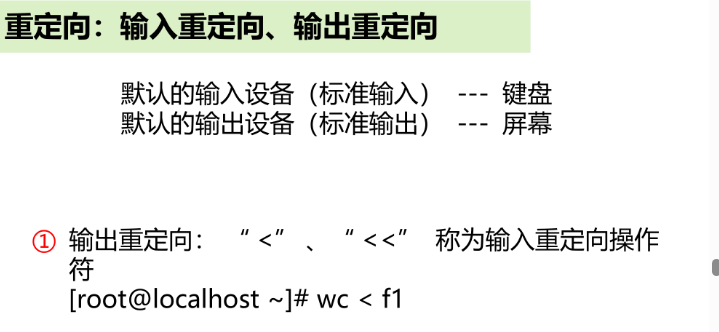 重定向：输入重定向、输出重定向
默认的输入设备（标准输入） --- 键盘
默认的输出设备（标准输出） --- 屏幕
① 输出重定向： “ <” 、 “ <<” 称为输入重定向操作
符
[root@localhost ~]# wc < f1